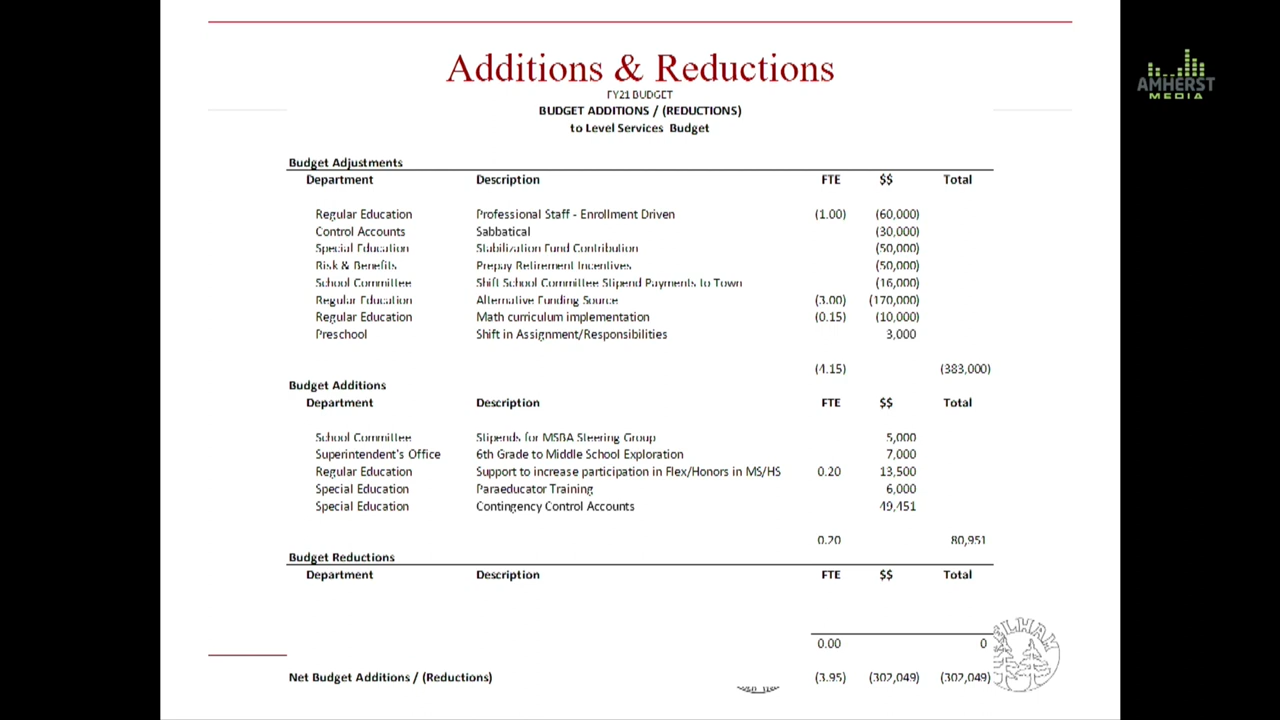 Additions & Reductions
AMHERST
MEDIA
FY21 BUDGET
BUDGET ADDITIONS / (REDUCTIONS)
to Level Services Budget
Budget Adjustments
Department Description FTE $$ Total
Regular Education Professional Staff - Enrollment Driven (1.00) (60,000)
Control Accounts Sabbatical (30,000)
Special Education Stabilization Fund Contribution (50,000)
Risk & Benefits Prepay Retirement Incentives (50,000)
School Committee Shift School Committee Stipend Payments to Town (16,000)
Regular Education Alternative Funding Source (3.00) (170,000)
Regular Education Math curriculum implementation (0.15) (10,000)
Preschool Shift in Assignment/Responsibilities 3,000
(4.15) (383,000)
Budget Additions
Department Description FTE $$ Total
School Committee Stipends for MSBA Steering Group 5,000
Superintendent's Office 6th Grade to Middle School Exploration 7,000
Regular Education Support to increase participation in Flex/Honors in MS/HS 0.20 13,500
Special Education Paraeducator Training 6,000
Special Education Contingency Control Accounts 49,451
0.20 80,951
Budget Reductions
Department Description FTE $$ Total
0.00 0
Net Budget Additions / (Reductions) (3.95) (302,049) (302,049)